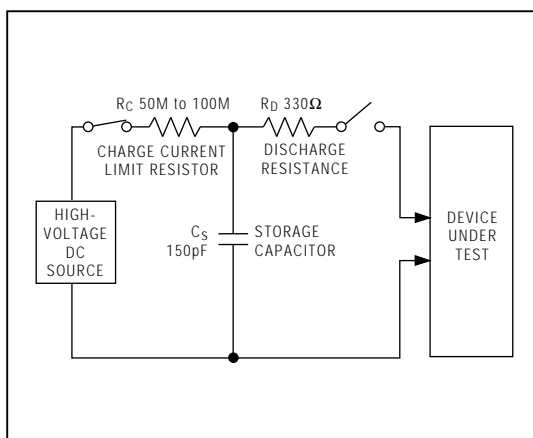 RC 50M to 100M
RD 330Ω
CHARGE CURRENT
LIMIT RESISTOR
DISCHARGE
RESISTANCE
HIGH-
VOLTAGE
DC
SOURCE
CS
150pF
STORAGE
CAPACITOR
DEVICE
UNDER
TEST